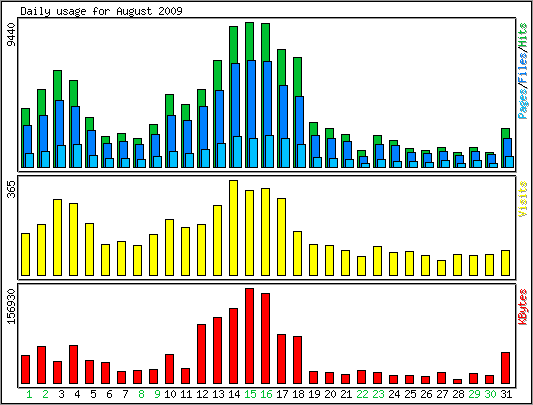 Daily usage for August 2009
9440
Pages/Files/Hits
365
Visits
156930
KBytes
1 2 3 4 5 6 7 8 9 10 11 12 13 14 15 16 17 18 19 20 21 22 23 24 25 26 27 28 29 30 31